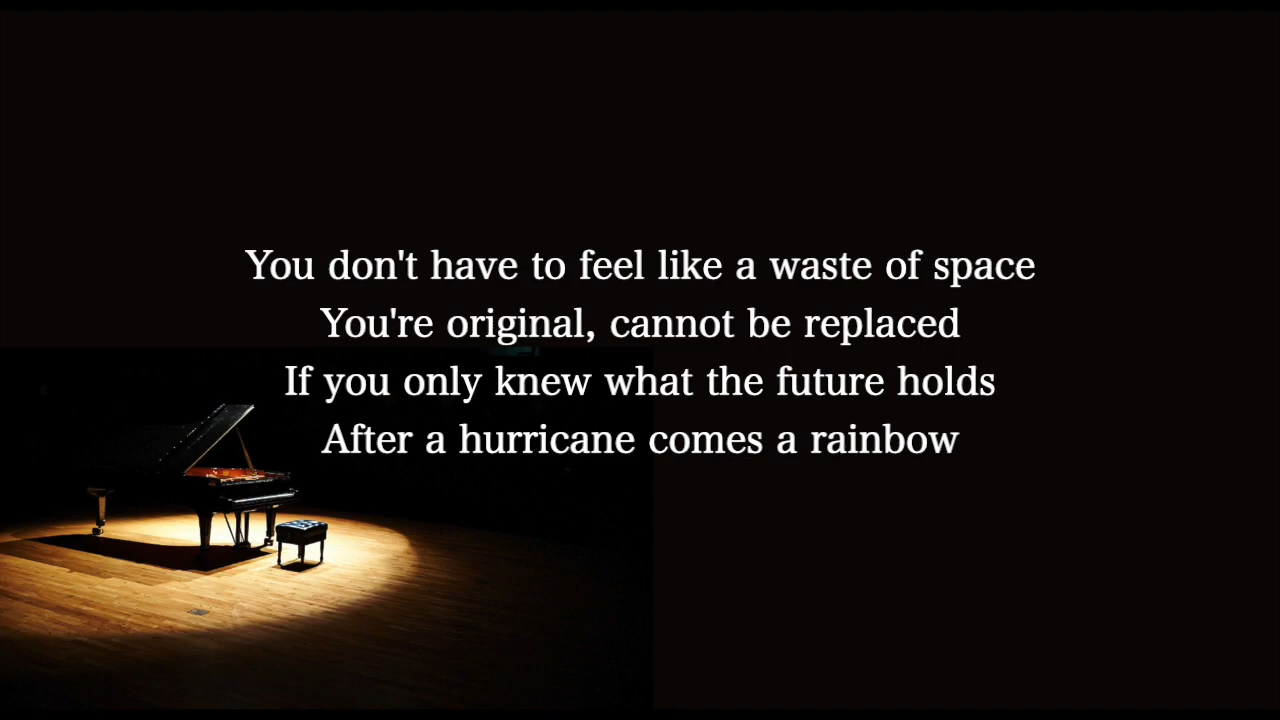 You don't have to feel like a waste of space
You're original, cannot be replaced
If you only knew what the future holds
After a hurricane comes a rainbow